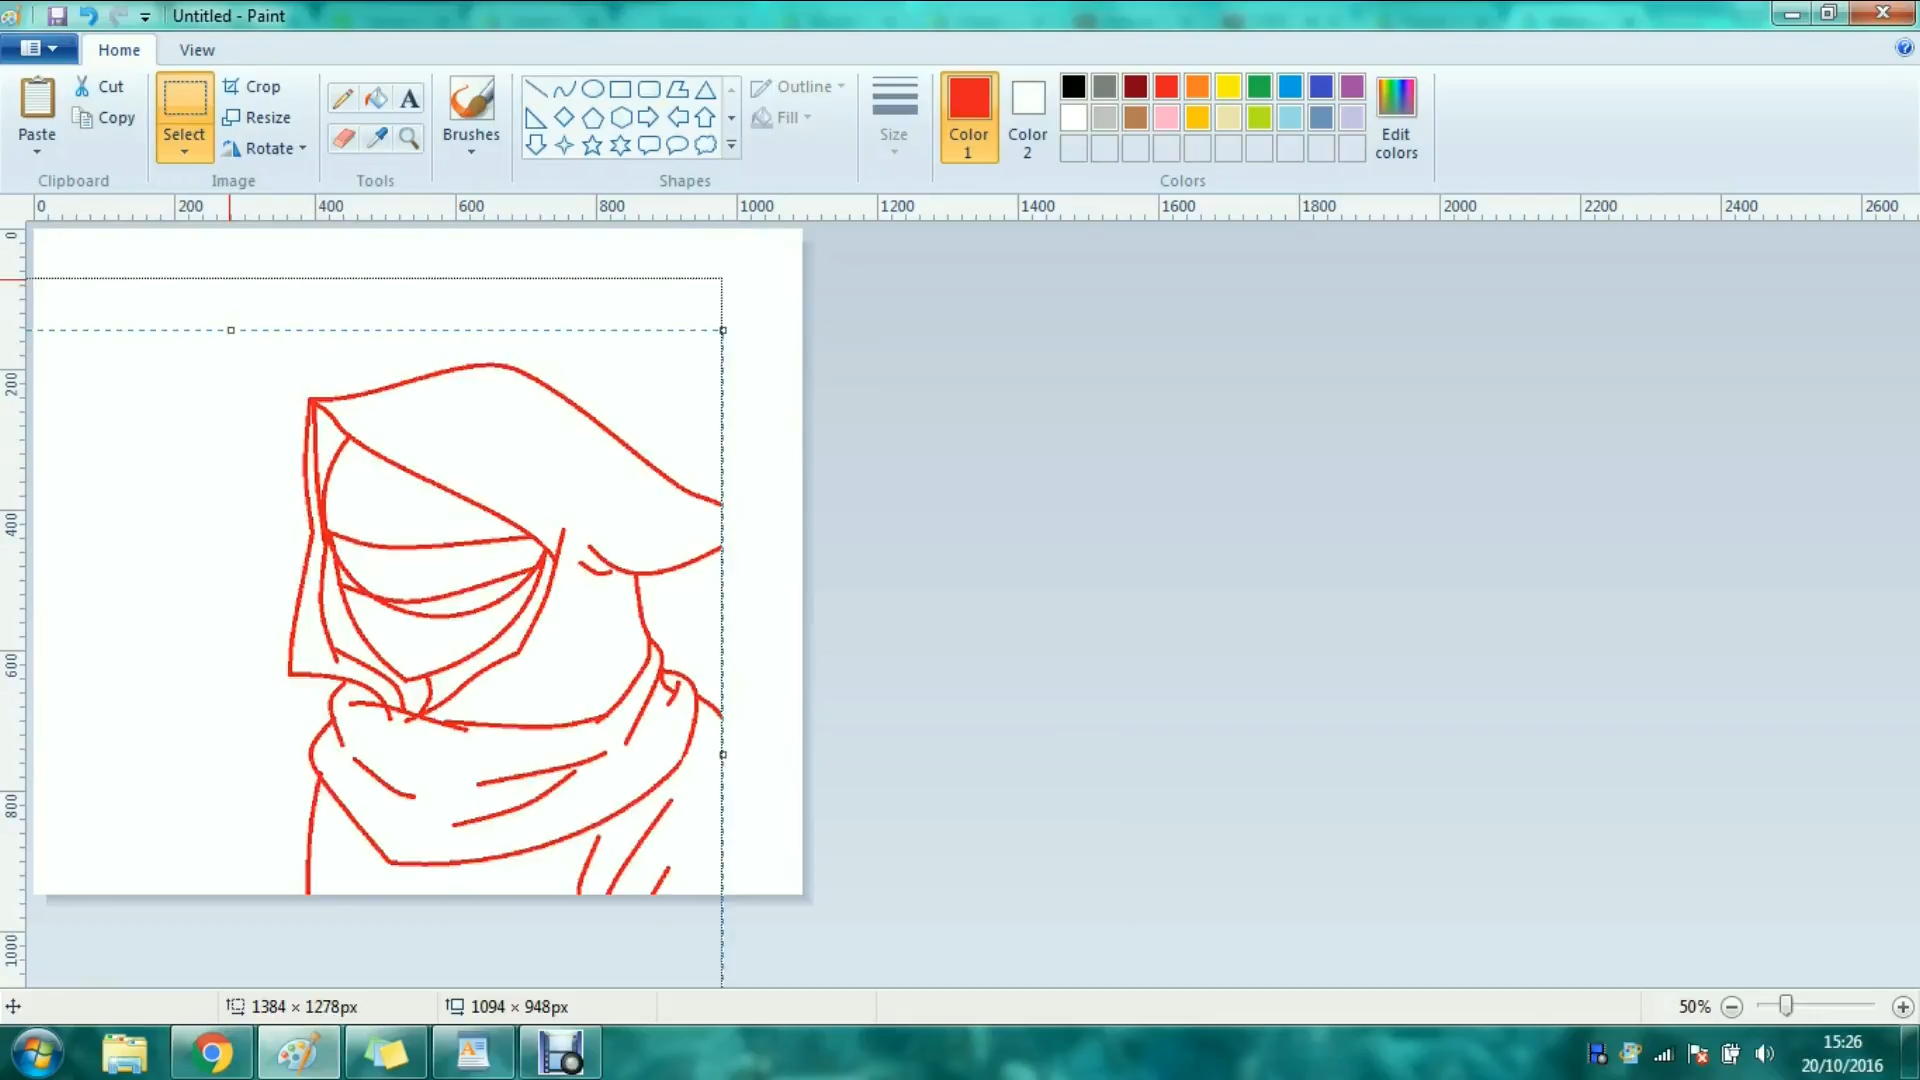 Untitled - Paint
Home View
Paste
Cut
Copy
Clipboard
Select
Crop
Resize
Rotate
Image
A
Tools
Brushes
Shapes
Outline
Fill
Size
Color 1
Color 2
Edit colors
Colors
0 200 400 600 800 1000 1200 1400 1600 1800 2000 2200 2400 2600
0
200
400
600
800
1000
1384 × 1278px
1094 × 948px
50%
15:26
20/10/2016